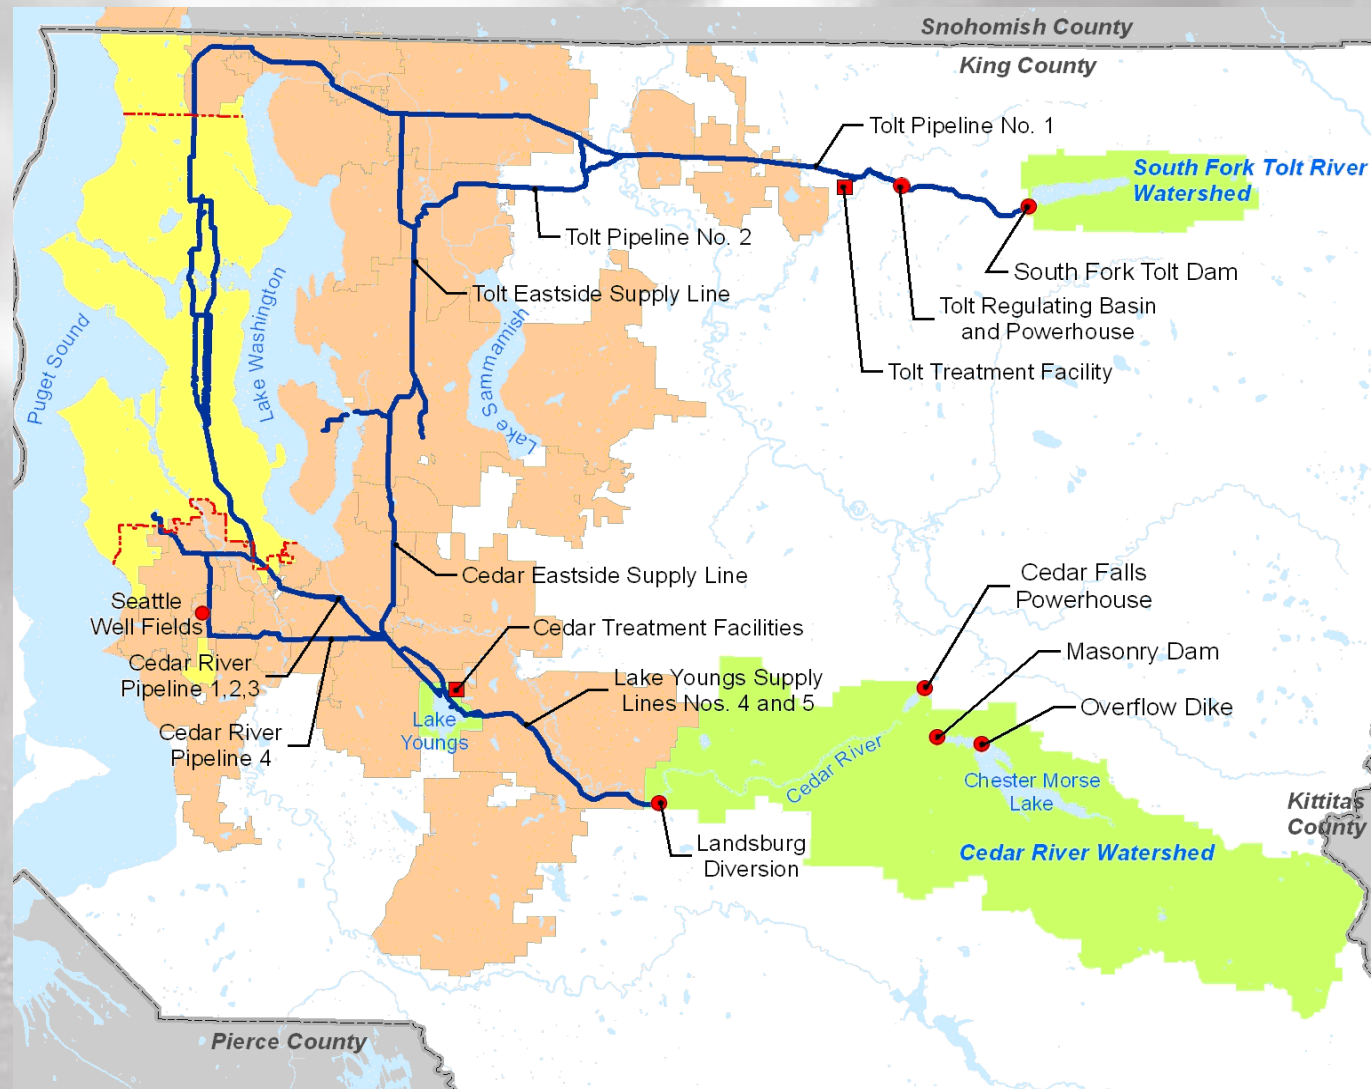 Snohomish County
King County
Tolt Pipeline No. 1
South Fork Tolt River
Watershed
Tolt Pipeline No. 2
South Fork Tolt Dam
Tolt Eastside Supply Line
Tolt Regulating Basin
and Powerhouse
Tolt Treatment Facility
Puget Sound
Lake Washington
Lake Sammamish
Cedar Eastside Supply Line
Cedar Falls
Powerhouse
Seattle
Well Fields
Cedar Treatment Facilities
Masonry Dam
Cedar River
Pipeline 1,2,3
Lake Youngs Supply
Lines Nos. 4 and 5
Overflow Dike
Lake
Youngs
Cedar River
Pipeline 4
Cedar River
Chester Morse
Lake
Kittitas
County
Landsburg
Diversion
Cedar River Watershed
Pierce County